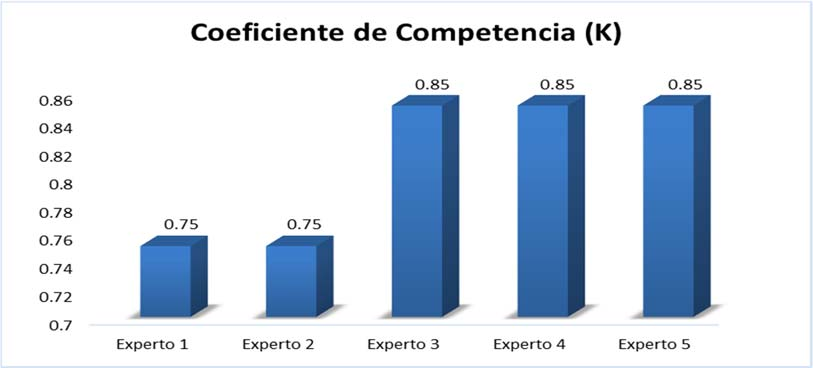 Coeficiente de Competencia (K)
0.86
0.84
0.82
0.8
0.78
0.76
0.74
0.72
0.7
0.75
0.75
0.85
0.85
0.85
Experto 1
Experto 2
Experto 3
Experto 4
Experto 5